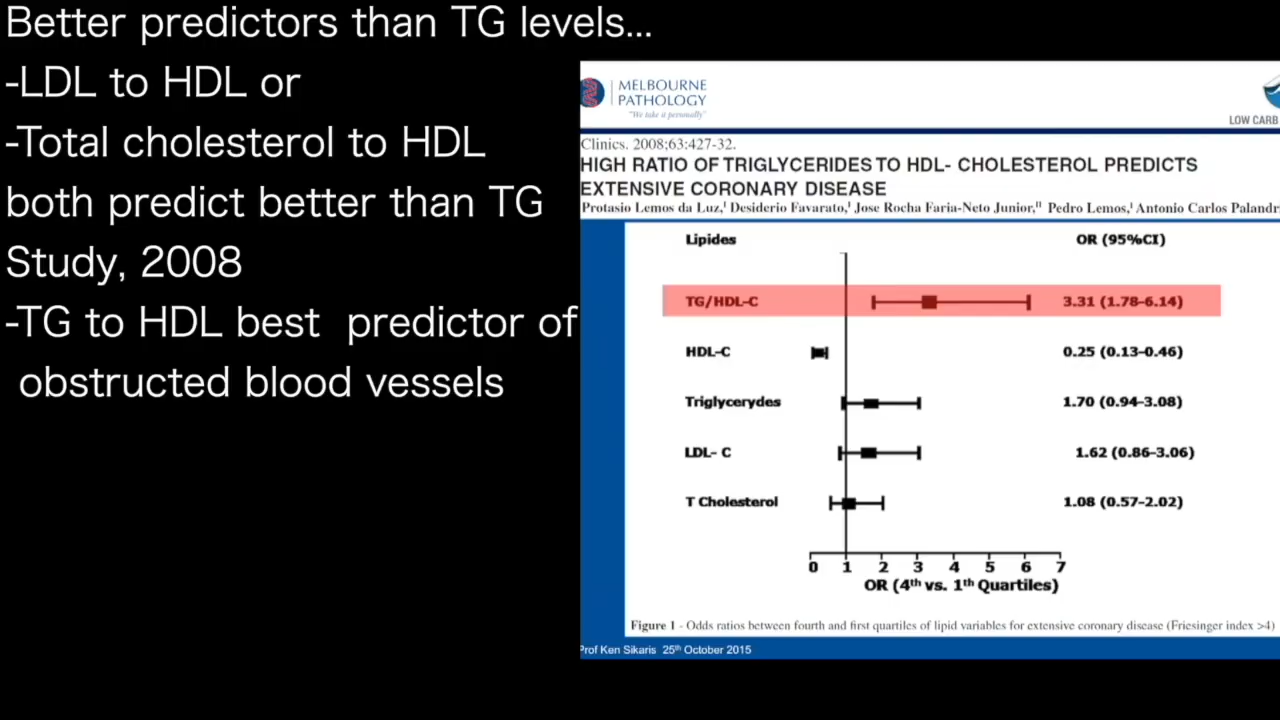 Better predictors than TG levels...
-LDL to HDL or
-Total cholesterol to HDL
both predict better than TG
Study, 2008
-TG to HDL best predictor of
obstructed blood vessels
MELBOURNE
PATHOLOGY
"We take it personally"
LOW CARB
Clinics. 2008;63:427-32.
HIGH RATIO OF TRIGLYCERIDES TO HDL- CHOLESTEROL PREDICTS
EXTENSIVE CORONARY DISEASE
Protasio Lemos da Luz,I Desiderio Favarato,I Jose Rocha Faria-Neto Junior,II Pedro Lemos,I Antonio Carlos Palandri
Lipides OR (95%CI)
TG/HDL-C 3.31 (1.78-6.14)
HDL-C 0.25 (0.13-0.46)
Triglycerydes 1.70 (0.94-3.08)
LDL- C 1.62 (0.86-3.06)
T Cholesterol 1.08 (0.57-2.02)
0 1 2 3 4 5 6 7
OR (4th vs. 1th Quartiles)
Figure 1 - Odds ratios between fourth and first quartiles of lipid variables for extensive coronary disease (Friesinger index >4)
Prof Ken Sikaris 25th October 2015